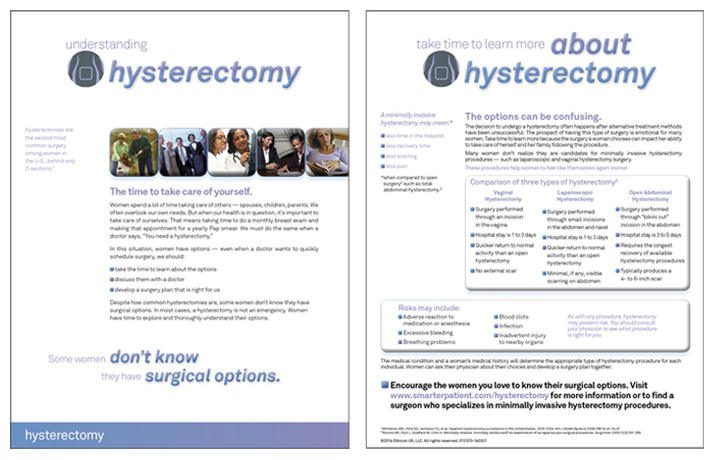 understanding
hysterectomy
Hysterectomies are
the second most
common surgery
among women in
the U.S., behind only
C-sections.¹
The time to take care of yourself.
Women spend a lot of time taking care of others — spouses, children, parents. We
often overlook our own needs. But when our health is in question, it's important to
take care of ourselves. That means taking time to do a monthly breast exam and
making that appointment for a yearly Pap smear. We must do the same when a
doctor says, "You need a hysterectomy."
In this situation, women have options — even when a doctor wants to quickly
schedule surgery, we should:
take the time to learn about the options
discuss them with a doctor
develop a surgery plan that is right for us
Despite how common hysterectomies are, some women don't know they have
surgical options. In most cases, a hysterectomy is not an emergency. Women
have time to explore and thoroughly understand their options.
Some women don't know
they have surgical options.
hysterectomy
take time to learn more about
hysterectomy
A minimally invasive
hysterectomy may mean:*
less time in the hospital
less recovery time
less scarring
less pain
*when compared to open
surgery² such as total
abdominal hysterectomy.²
The options can be confusing.
The decision to undergo a hysterectomy often happens after alternative treatment methods
have been unsuccessful. The prospect of having this type of surgery is emotional for many
women. Take time to learn more because the surgery a woman chooses can impact her ability
to take care of herself and her family following the procedure.
Many women don't realize they are candidates for minimally invasive hysterectomy
procedures — such as laparoscopic and vaginal hysterectomy surgery.
These procedures help women to feel like themselves again sooner.
Comparison of three types of hysterectomy²
Vaginal
Hysterectomy
Surgery performed
through an incision
in the vagina
Hospital stay is 1 to 3 days
Quicker return to normal
activity than an open
hysterectomy
No external scar
Laparoscopic
Hysterectomy
Surgery performed
through small incisions
in the abdomen and navel
Hospital stay is 1 to 3 days
Quicker return to normal
activity than an open
hysterectomy
Minimal, if any, visible
scarring on abdomen
Open Abdominal
Hysterectomy
Surgery performed
through "bikini cut"
incision in the abdomen
Hospital stay is 3 to 5 days
Requires the longest
recovery of available
hysterectomy procedures
Typically produces a
4- to 6-inch scar
Risks may include:
Adverse reaction to
medication or anesthesia
Excessive bleeding
Breathing problems
Blood clots
Infection
Inadvertent injury
to nearby organs
As with any procedure, hysterectomy
may present risk. You should consult
your physician to see what procedure
is right for you.
The medical condition and a woman's medical history will determine the appropriate type of hysterectomy procedure for each
individual. Women can ask their physician about their choices and develop a surgery plan together.
Encourage the women you love to know their surgical options. Visit
www.smarterpatient.com/hysterectomy for more information or to find a
surgeon who specializes in minimally invasive hysterectomy procedures.
©2014 Ethicon US, LLC. All rights reserved.